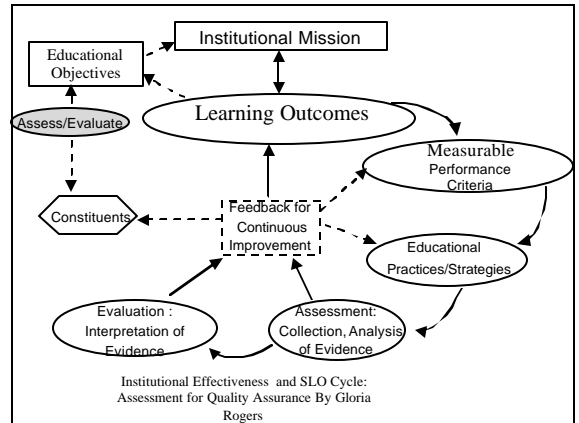 Institutional Mission
Educational
Objectives
Learning Outcomes
Assess/Evaluate
Measurable
Performance
Criteria
Constituents
Feedback for
Continuous
Improvement
Educational
Practices/Strategies
Evaluation :
Interpretation of
Evidence
Assessment:
Collection, Analysis
of Evidence
Institutional Effectiveness and SLO Cycle:
Assessment for Quality Assurance By Gloria
Rogers